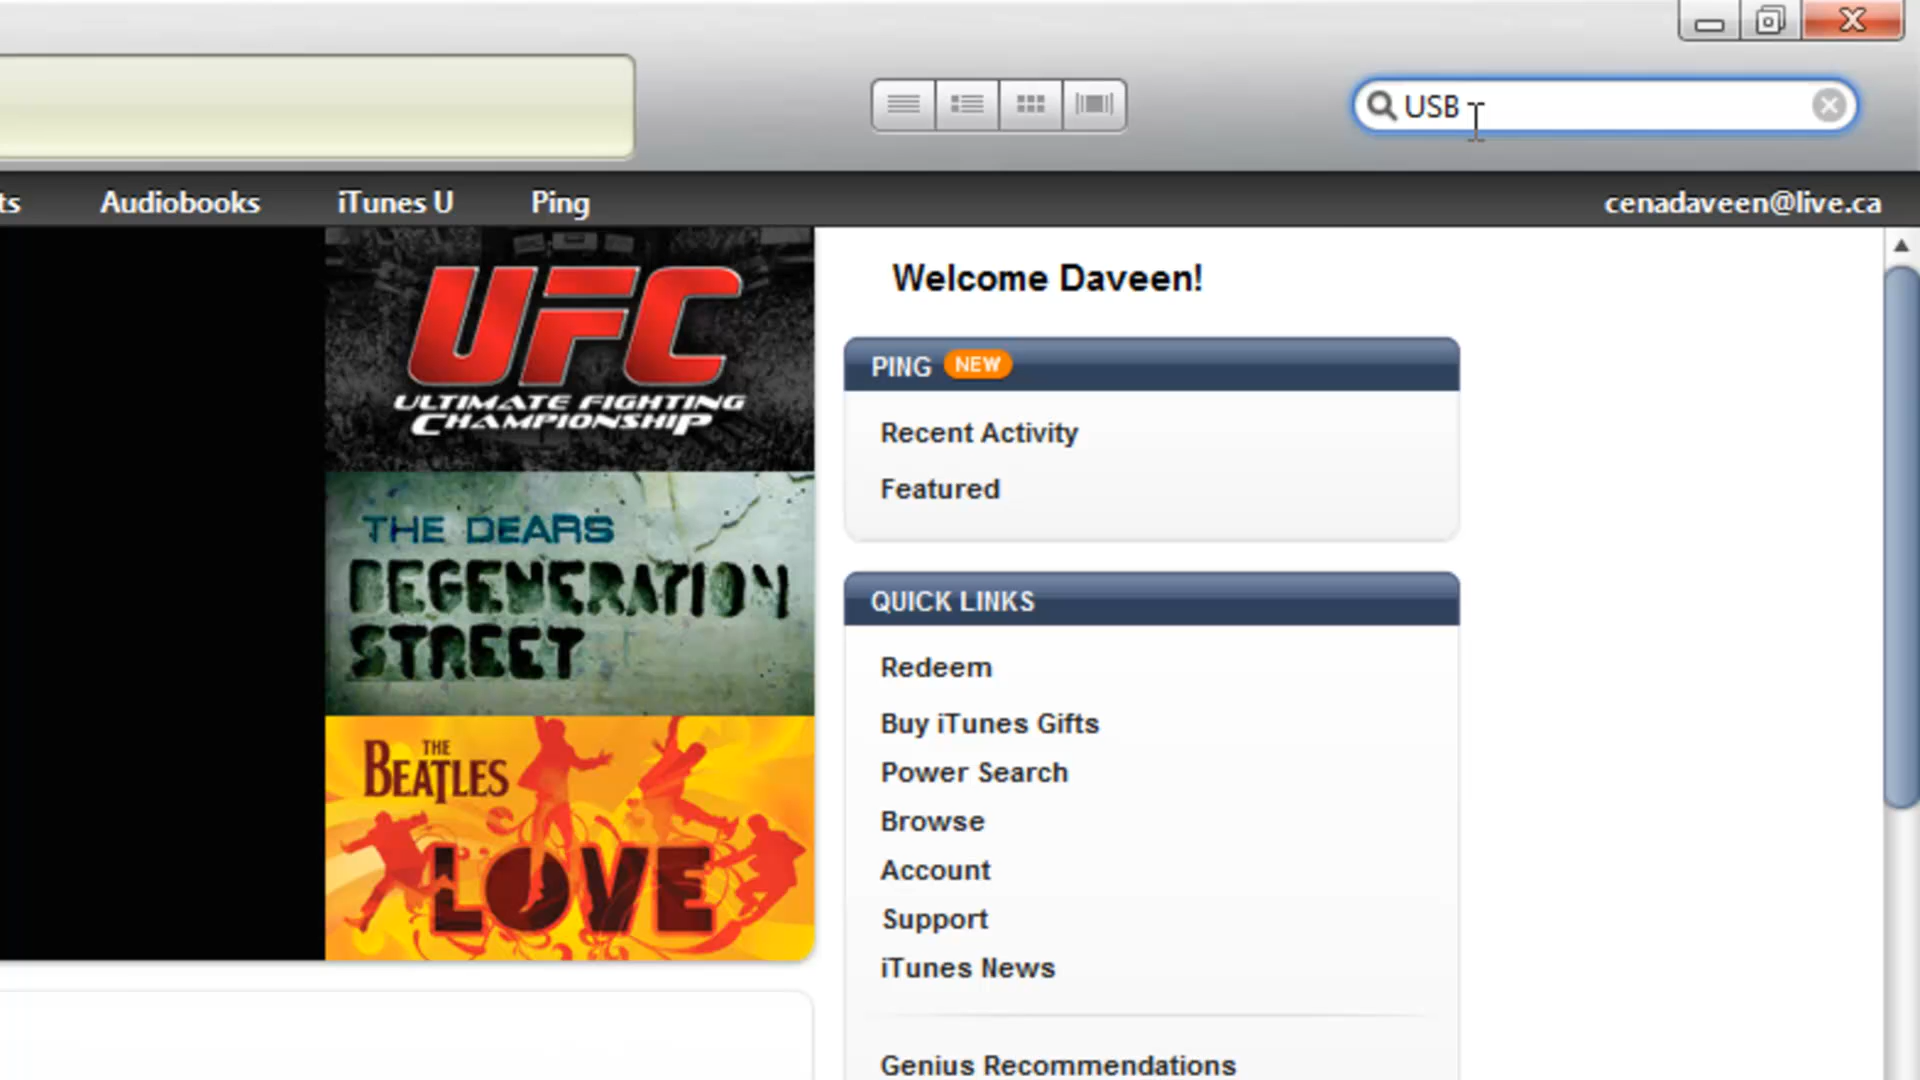 USB
ts Audiobooks iTunes U Ping cenadaveen@live.ca
UFC
ULTIMATE FIGHTING
CHAMPIONSHIP
THE DEARS
DEGENERATION
STREET
THE
BEATLES
LOVE
Welcome Daveen!
PING NEW
Recent Activity
Featured
QUICK LINKS
Redeem
Buy iTunes Gifts
Power Search
Browse
Account
Support
iTunes News
Genius Recommendations